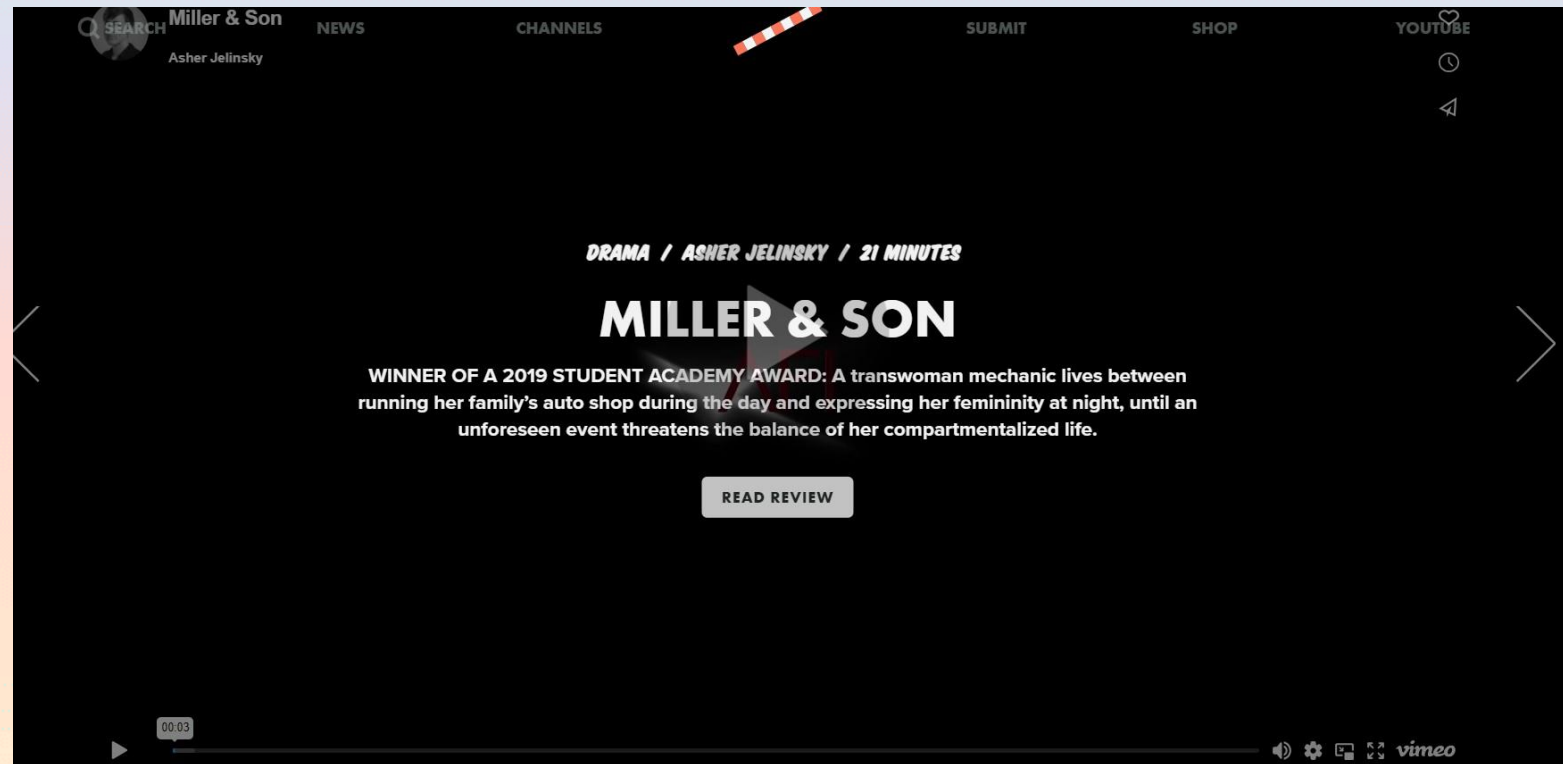 SEARCH
Miller & Son
NEWS
CHANNELS
SUBMIT
SHOP
YOUTUBE
Asher Jelinsky
DRAMA / ASHER JELINSKY / 21 MINUTES
MILLER & SON
AFI
WINNER OF A 2019 STUDENT ACADEMY AWARD: A transwoman mechanic lives between
running her family’s auto shop during the day and expressing her femininity at night, until an
unforeseen event threatens the balance of her compartmentalized life.
READ REVIEW
00:03
vimeo